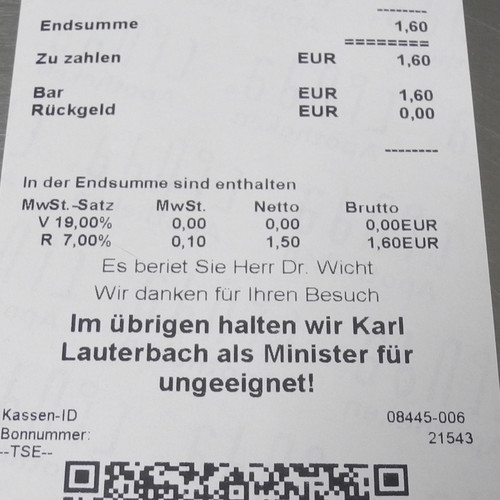 --------
Endsumme 1,60
========
Zu zahlen EUR 1,60
Bar EUR 1,60
Rückgeld EUR 0,00
--------
In der Endsumme sind enthalten
MwSt.-Satz MwSt. Netto Brutto
V 19,00% 0,00 0,00 0,00EUR
R 7,00% 0,10 1,50 1,60EUR
Es beriet Sie Herr Dr. Wicht
Wir danken für Ihren Besuch
Im übrigen halten wir Karl
Lauterbach als Minister für
ungeeignet!
Kassen-ID 08445-006
Bonnummer: 21543
--TSE--